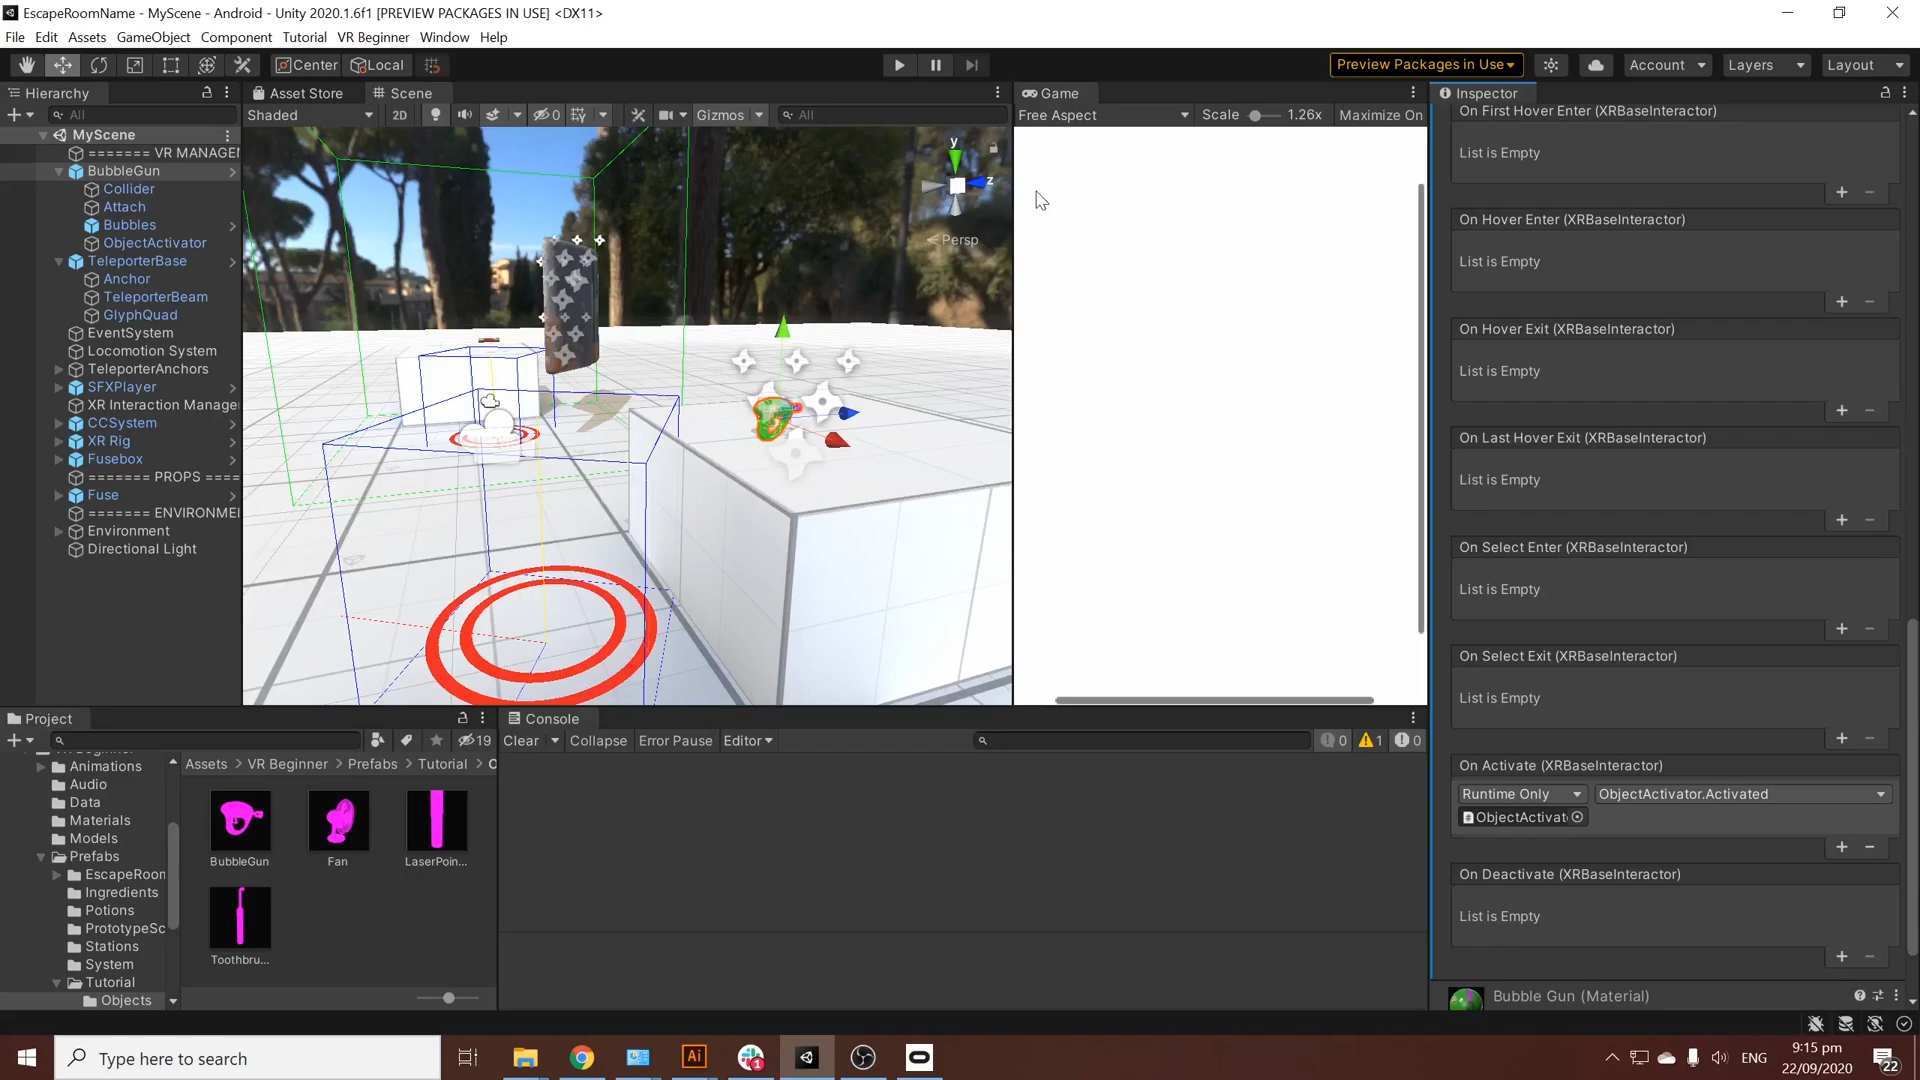 EscapeRoomName - MyScene - Android - Unity 2020.1.6f1 [PREVIEW PACKAGES IN USE] <DX11>
File Edit Assets GameObject Component Tutorial VR Beginner Window Help
Center Local Preview Packages in Use Account Layers Layout
Hierarchy
All
MyScene
======= VR MANAGEM
BubbleGun
Collider
Attach
Bubbles
ObjectActivator
TeleporterBase
Anchor
TeleporterBeam
GlyphQuad
EventSystem
Locomotion System
TeleporterAnchors
SFXPlayer
XR Interaction Manage
CCSystem
XR Rig
Fusebox
======= PROPS ====
Fuse
======= ENVIRONME
Environment
Directional Light
Asset Store Scene
Shaded 2D 0 Gizmos All
y
z
Persp
Game
Free Aspect Scale 1.26x Maximize On
Inspector
On First Hover Enter (XRBaseInteractor)
List is Empty
On Hover Enter (XRBaseInteractor)
List is Empty
On Hover Exit (XRBaseInteractor)
List is Empty
On Last Hover Exit (XRBaseInteractor)
List is Empty
On Select Enter (XRBaseInteractor)
List is Empty
On Select Exit (XRBaseInteractor)
List is Empty
On Activate (XRBaseInteractor)
Runtime Only ObjectActivator.Activated
ObjectActivat
On Deactivate (XRBaseInteractor)
List is Empty
Bubble Gun (Material)
Project
19
Animations
Audio
Data
Materials
Models
Prefabs
EscapeRoom
Ingredients
Potions
PrototypeSc
Stations
System
Tutorial
Objects
Assets > VR Beginner > Prefabs > Tutorial > O
BubbleGun Fan LaserPoin...
Toothbru...
Console
Clear Collapse Error Pause Editor 0 1 0
Type here to search
Ai
1
ENG
9:15 pm
22/09/2020
22